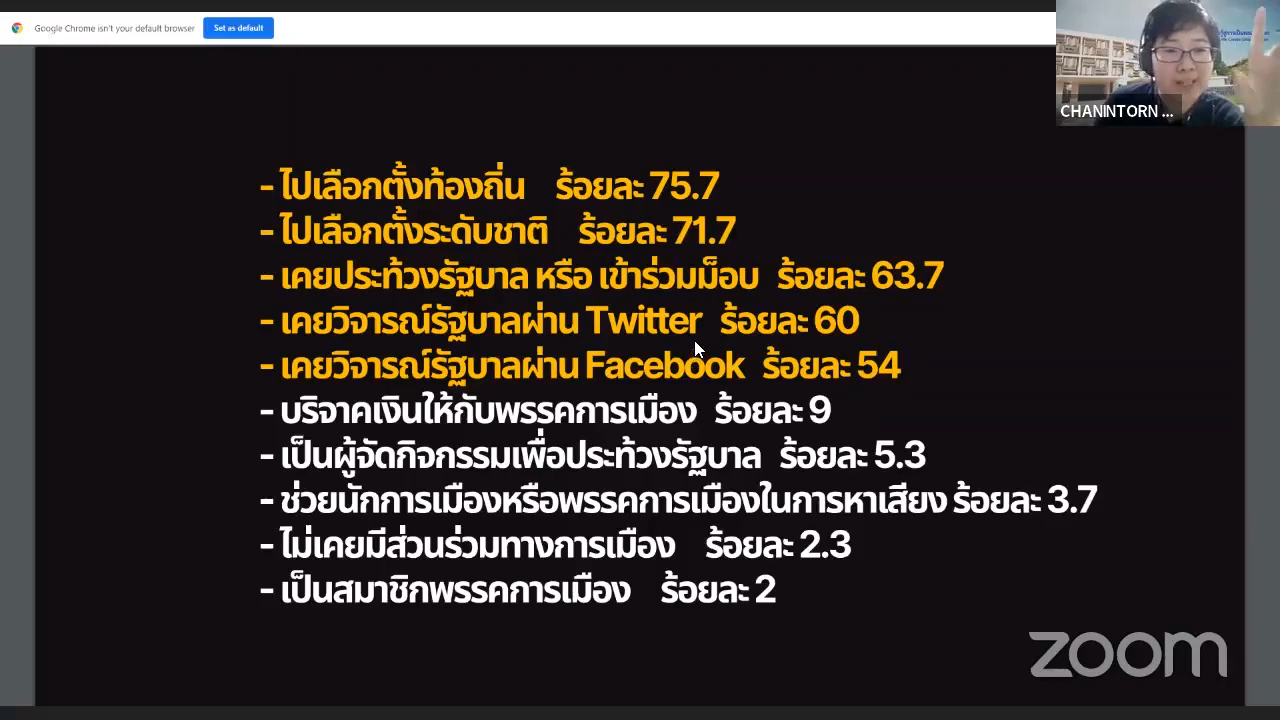 Google Chrome isn't your default browser Set as default
CHANINTORN ...
- ไปเลือกตั้งท้องถิ่น ร้อยละ 75.7
- ไปเลือกตั้งระดับชาติ ร้อยละ 71.7
- เคยประท้วงรัฐบาล หรือ เข้าร่วมม็อบ ร้อยละ 63.7
- เคยวิจารณ์รัฐบาลผ่าน Twitter ร้อยละ 60
- เคยวิจารณ์รัฐบาลผ่าน Facebook ร้อยละ 54
- บริจาคเงินให้กับพรรคการเมือง ร้อยละ 9
- เป็นผู้จัดกิจกรรมเพื่อประท้วงรัฐบาล ร้อยละ 5.3
- ช่วยนักการเมืองหรือพรรคการเมืองในการหาเสียง ร้อยละ 3.7
- ไม่เคยมีส่วนร่วมทางการเมือง ร้อยละ 2.3
- เป็นสมาชิกพรรคการเมือง ร้อยละ 2
zoom